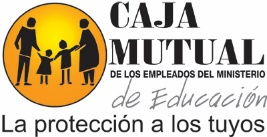 CAJA
MUTUAL
DE LOS EMPLEADOS DEL MINISTERIO
de Educación
La protección a los tuyos